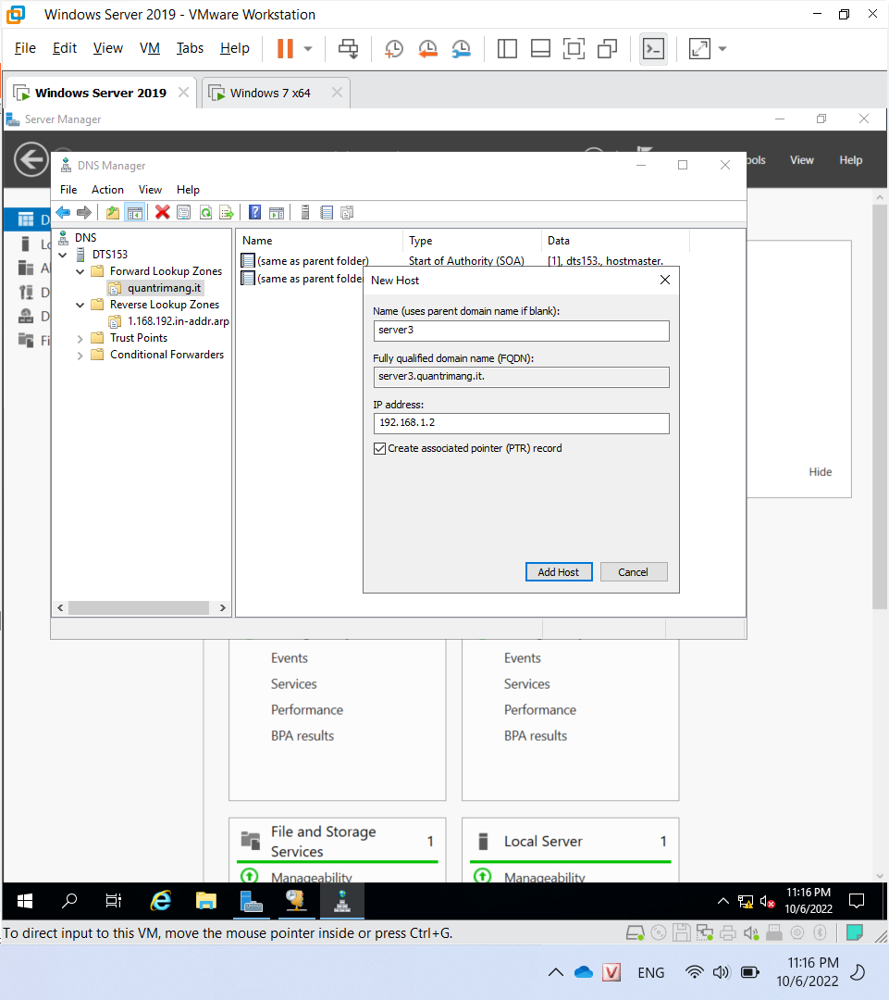 Windows Server 2019 - VMware Workstation
File Edit View VM Tabs Help
Windows Server 2019 Windows 7 x64
Server Manager
View Help
DNS Manager
File Action View Help
DNS
DTS153
Forward Lookup Zones
quantrimang.it
Reverse Lookup Zones
1.168.192.in-addr.arp
Trust Points
Conditional Forwarders
Name Type Data
(same as parent folder) Start of Authority (SOA) [1], dts153., hostmaster.
(same as parent folder
New Host
Name (uses parent domain name if blank):
server3
Fully qualified domain name (FQDN):
server3.quantrimang.it.
IP address:
192.168.1.2
Create associated pointer (PTR) record
Add Host Cancel
Hide
Events
Services
Performance
BPA results
Events
Services
Performance
BPA results
File and Storage
Services
1
Manageability
Local Server 1
Manageability
11:16 PM
10/6/2022
To direct input to this VM, move the mouse pointer inside or press Ctrl+G.
ENG
11:16 PM
10/6/2022